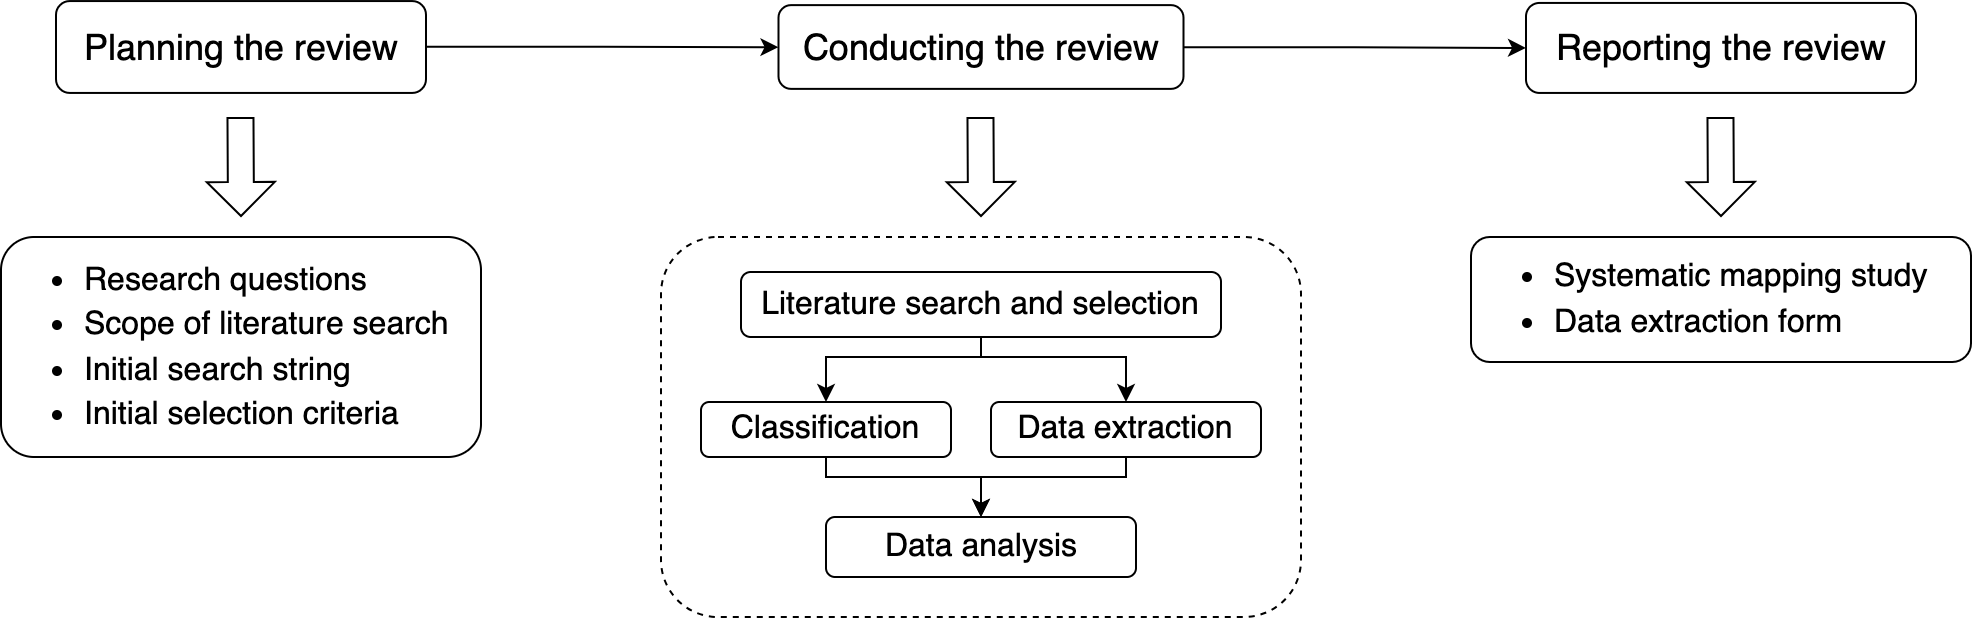 Planning the review
Conducting the review
Reporting the review
• Research questions
• Scope of literature search
• Initial search string
• Initial selection criteria
Literature search and selection
Classification
Data extraction
Data analysis
• Systematic mapping study
• Data extraction form